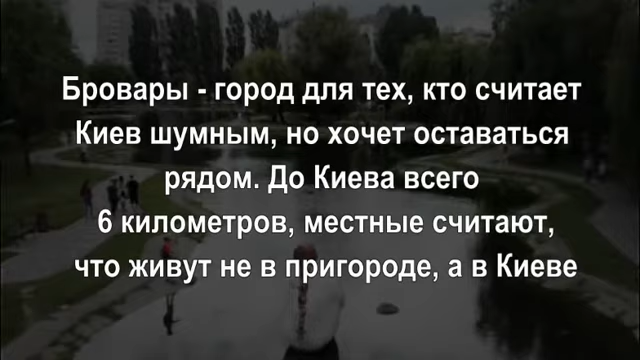 Бровары - город для тех, кто считает
Киев шумным, но хочет оставаться
рядом. До Киева всего
6 километров, местные считают,
что живут не в пригороде, а в Киеве